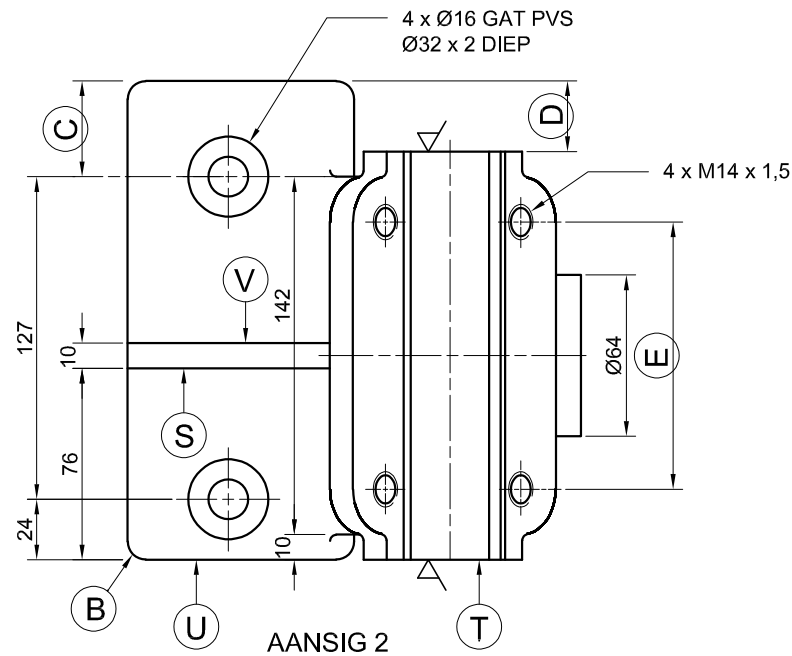 4 x Ø16 GAT PVS
Ø32 x 2 DIEP
C
D
4 x M14 x 1,5
V
142
127
10
Ø64
E
S
76
24
10
B
U
T
AANSIG 2